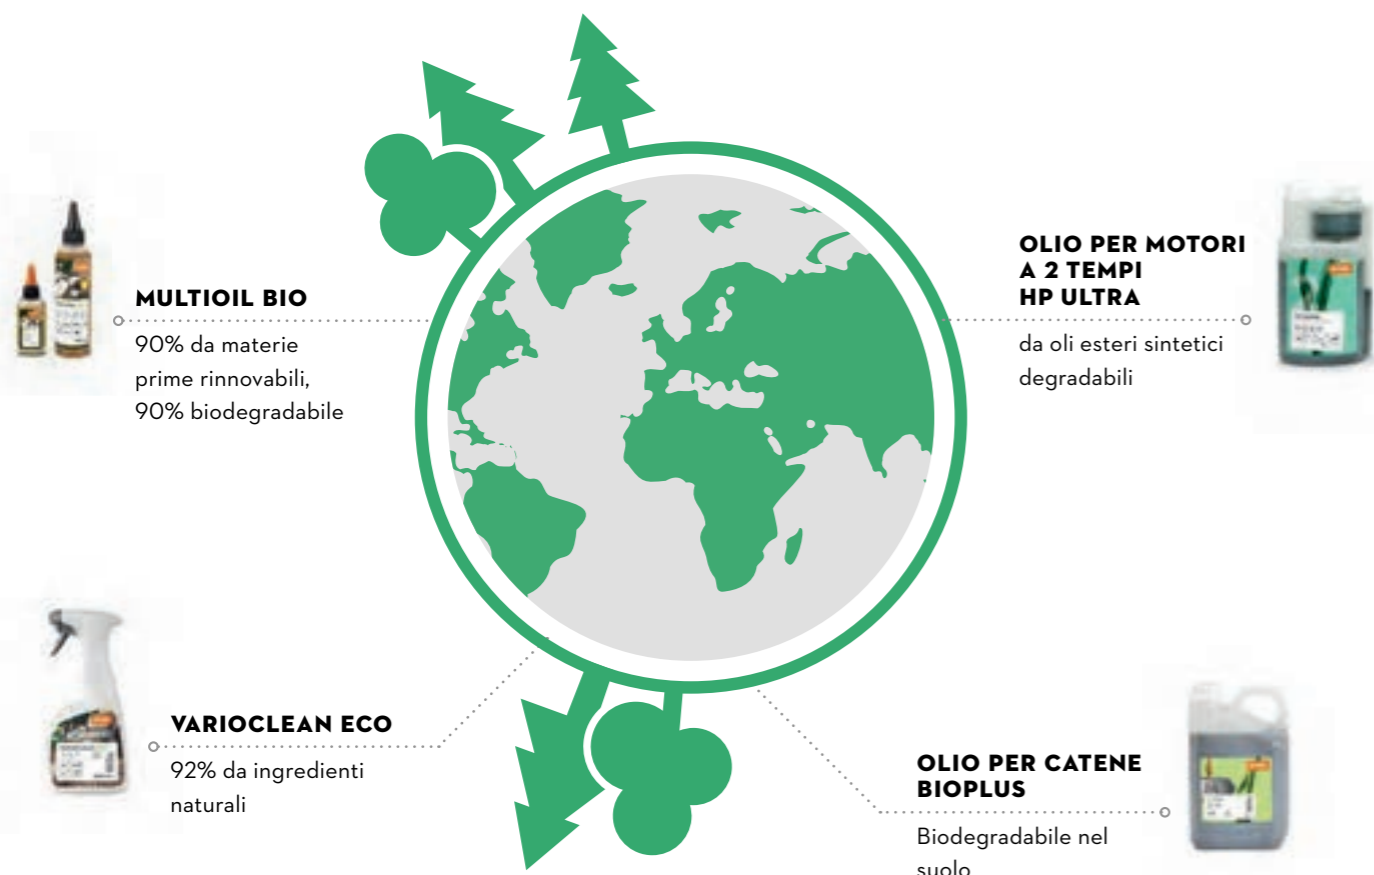 MULTIOIL BIO
90% da materie
prime rinnovabili,
90% biodegradabile
OLIO PER MOTORI
A 2 TEMPI
HP ULTRA
da oli esteri sintetici
degradabili
VARIOCLEAN ECO
92% da ingredienti
naturali
OLIO PER CATENE
BIOPLUS
Biodegradabile nel
suolo